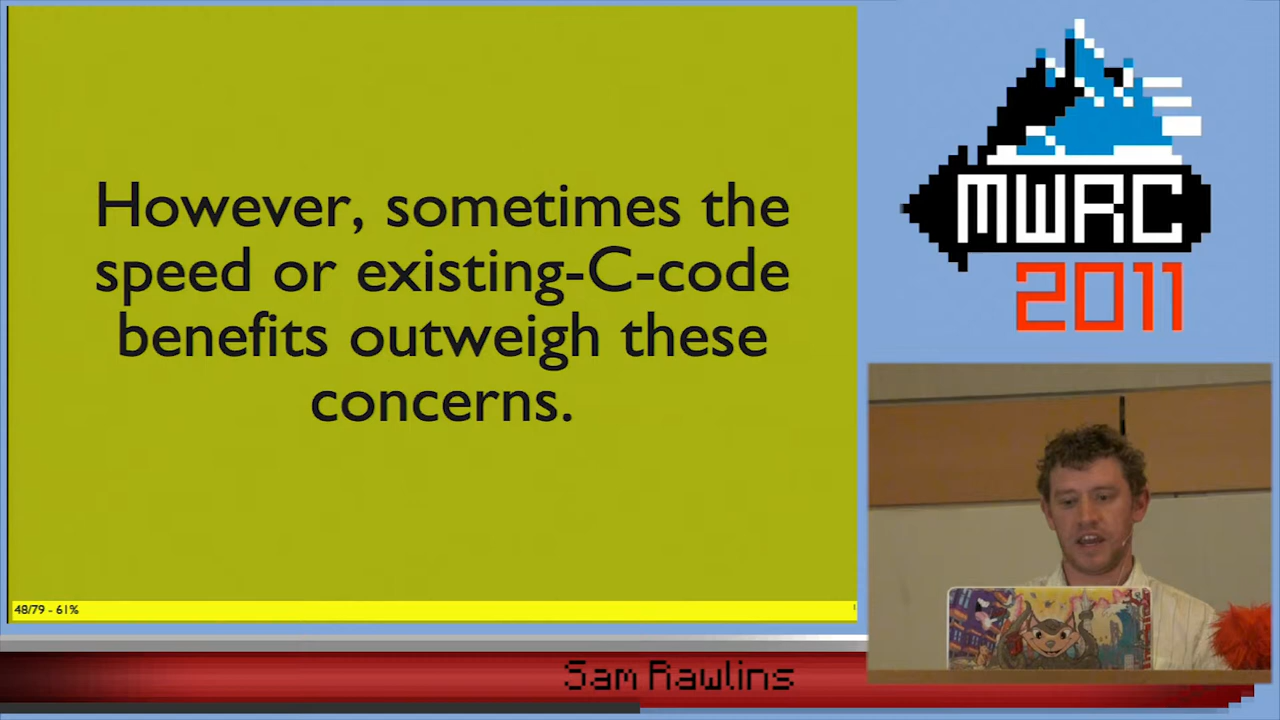 However, sometimes the
speed or existing-C-code
benefits outweigh these
concerns.
48/79 - 61%
MWRC
2011
Sam Rawlins